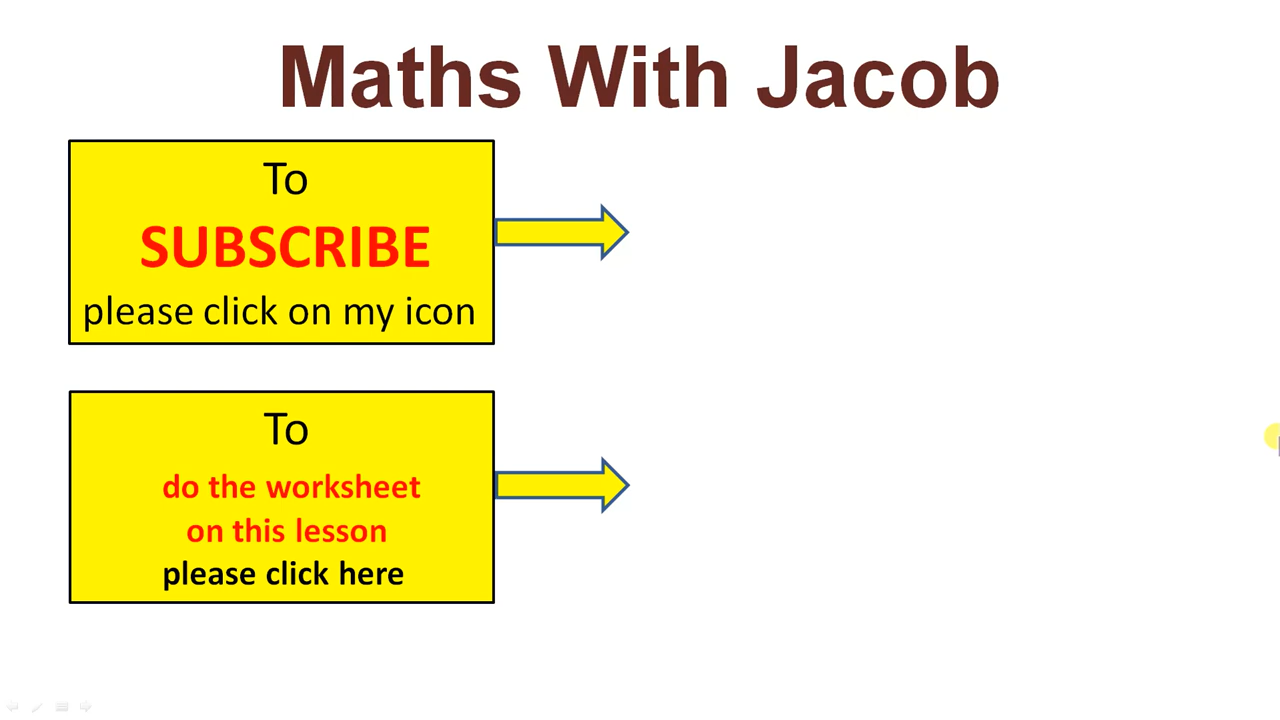 Maths With Jacob
To
SUBSCRIBE
please click on my icon
To
do the worksheet
on this lesson
please click here